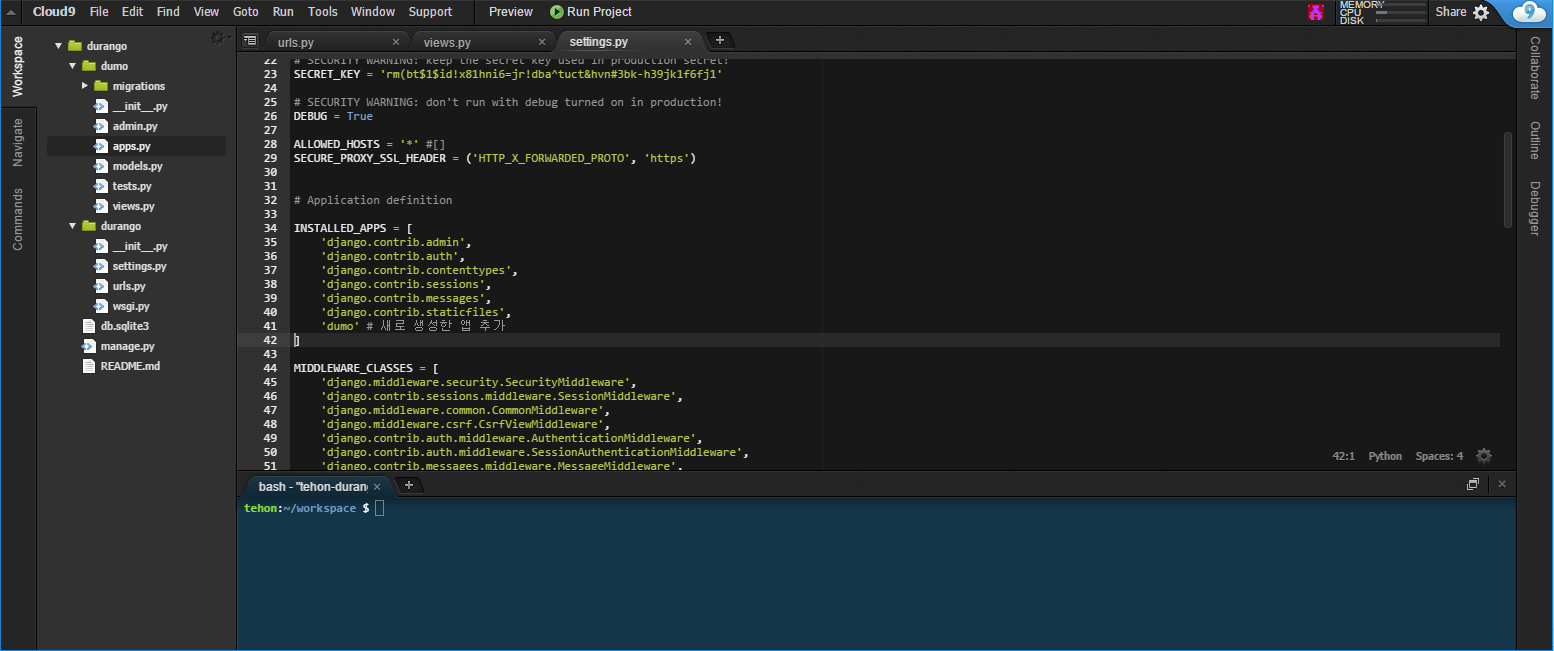 Cloud9 File Edit Find View Goto Run Tools Window Support Preview Run Project MEMORY CPU DISK Share 9
Workspace
Navigate
Commands
durango
dumo
migrations
__init__.py
admin.py
apps.py
models.py
tests.py
views.py
durango
__init__.py
settings.py
urls.py
wsgi.py
db.sqlite3
manage.py
README.md
urls.py × views.py × settings.py × +
22 # SECURITY WARNING: keep the secret key used in production secret!
23 SECRET_KEY = 'rm(bt$1$id!x81hni6=jr!dba^tuct&hvn#3bk-h39jk1f6fj1'
24
25 # SECURITY WARNING: don't run with debug turned on in production!
26 DEBUG = True
27
28 ALLOWED_HOSTS = '*' #[]
29 SECURE_PROXY_SSL_HEADER = ('HTTP_X_FORWARDED_PROTO', 'https')
30
31
32 # Application definition
33
34 INSTALLED_APPS = [
35 'django.contrib.admin',
36 'django.contrib.auth',
37 'django.contrib.contenttypes',
38 'django.contrib.sessions',
39 'django.contrib.messages',
40 'django.contrib.staticfiles',
41 'dumo' # 새로 생성한 앱 추가
42 ]
43
44 MIDDLEWARE_CLASSES = [
45 'django.middleware.security.SecurityMiddleware',
46 'django.contrib.sessions.middleware.SessionMiddleware',
47 'django.middleware.common.CommonMiddleware',
48 'django.middleware.csrf.CsrfViewMiddleware',
49 'django.contrib.auth.middleware.AuthenticationMiddleware',
50 'django.contrib.auth.middleware.SessionAuthenticationMiddleware',
51 'django.contrib.messages.middleware.MessageMiddleware',
42:1 Python Spaces: 4
bash - "tehon-duran × +
tehon:~/workspace $
Collaborate
Outline
Debugger